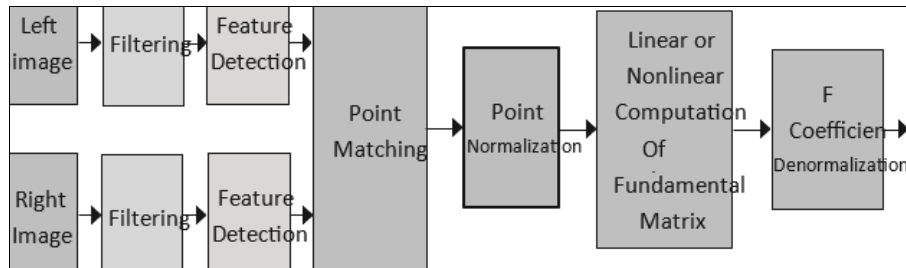 Left
image
Filtering
Feature
Detection
Right
Image
Filtering
Feature
Detection
Point
Matching
Point
Normalization
Linear or
Nonlinear
Computation
Of
Fundamental
Matrix
F
Coefficien
Denormalization